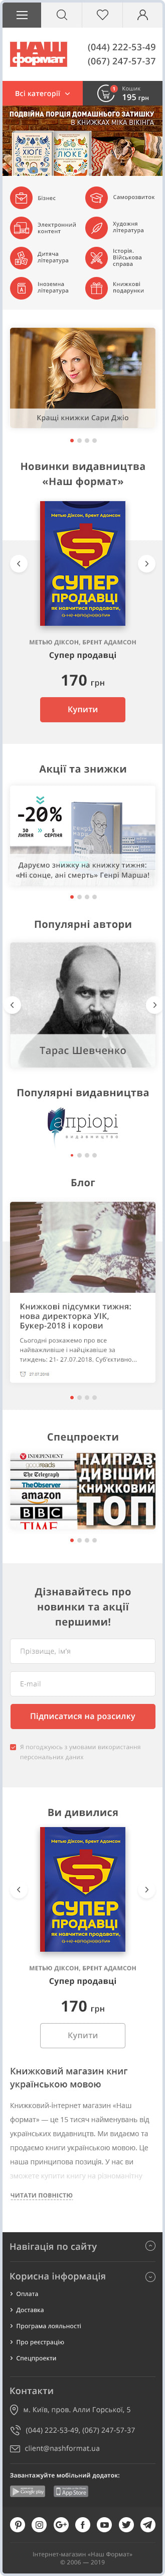 НАШ
формат
(044) 222-53-49
(067) 247-57-37
Всі категорії
1
Кошик
195 грн
ПОДВІЙНА ПОРЦІЯ ДОМАШНЬОГО ЗАТИШКУ
В КНИЖКАХ МІКА ВІКІНГА
ХЮҐЕ
ЛЮКЕ
Бізнес
Саморозвиток
Електронний
контент
Художня
література
Дитяча
література
Історія.
Військова
справа
Іноземна
література
Книжкові
подарунки
Кращі книжки Сари Джіо
Новинки видавництва
«Наш формат»
МЕТЬЮ ДІКСОН, БРЕНТ АДАМСОН
СУПЕР
ПРОДАВЦІ
ЯК НАВЧИТИСЯ ПРОДАВАТИ,
А НЕ «ВПАРЮВАТИ»
МЕТЬЮ ДІКСОН, БРЕНТ АДАМСОН
Супер продавці
170 грн
Купити
Акції та знижки
-20%
30 ЛИПНЯ
5 СЕРПНЯ
Даруємо знижку на книжку тижня:
«Ні сонце, ані смерть» Генрі Марша!
Популярні автори
Тарас Шевченко
Популярні видавництва
апріорі
видавництво
Блог
Книжкові підсумки тижня:
нова директорка УІК,
Букер-2018 і корови
Сьогодні розкажемо про все
найважливіше і найцікавіше за
тиждень: 21- 27.07.2018. Суб'єктивно...
27.07.2018
Спецпроекти
INDEPENDENT
goodreads
The Telegraph
TheObserver
amazon
BBC
TIME
НАЙПРАВ
ДИВІШИЙ
КНИЖКОВИЙ
ТОП
Дізнавайтесь про
новинки та акції
першими!
Прізвище, ім'я
E-mail
Підписатися на розсилку
Я погоджуюсь з умовами використання
персональних даних
Ви дивилися
МЕТЬЮ ДІКСОН, БРЕНТ АДАМСОН
СУПЕР
ПРОДАВЦІ
ЯК НАВЧИТИСЯ ПРОДАВАТИ,
А НЕ «ВПАРЮВАТИ»
МЕТЬЮ ДІКСОН, БРЕНТ АДАМСОН
Супер продавці
170 грн
Купити
Книжковий магазин книг
українською мовою
Книжковий-інтернет магазин «Наш
формат» — це 15 тисяч найменувань від
українських видавництв. Ми видаємо та
продаємо книги українською мовою. Це
наша принципова позиція. У нас ви
зможете купити книгу на різноманітну
ЧИТАТИ ПОВНІСТЮ
Навігація по сайту
Корисна інформація
Оплата
Доставка
Програма лояльності
Про реєстрацію
Спецпроекти
Контакти
м. Київ, пров. Алли Горської, 5
(044) 222-53-49, (067) 247-57-37
client@nashformat.ua
Завантажуйте мобільний додаток:
Google play
App Store
Інтернет-магазин «Наш Формат»
© 2006 — 2019